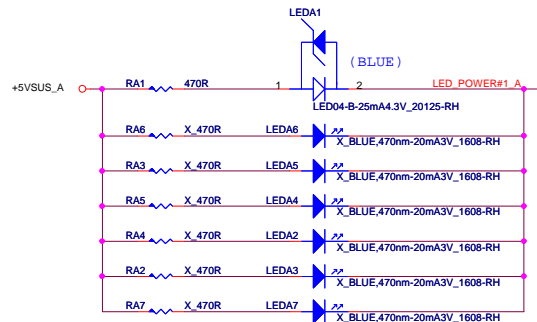 LEDA1
(BLUE)
+5VSUS_A RA1 470R 1 2 LED_POWER#1_A
LED04-B-25mA4.3V_20125-RH
RA6 X_470R LEDA6
X_BLUE,470nm-20mA3V_1608-RH
RA3 X_470R LEDA5
X_BLUE,470nm-20mA3V_1608-RH
RA5 X_470R LEDA4
X_BLUE,470nm-20mA3V_1608-RH
RA4 X_470R LEDA2
X_BLUE,470nm-20mA3V_1608-RH
RA2 X_470R LEDA3
X_BLUE,470nm-20mA3V_1608-RH
RA7 X_470R LEDA7
X_BLUE,470nm-20mA3V_1608-RH